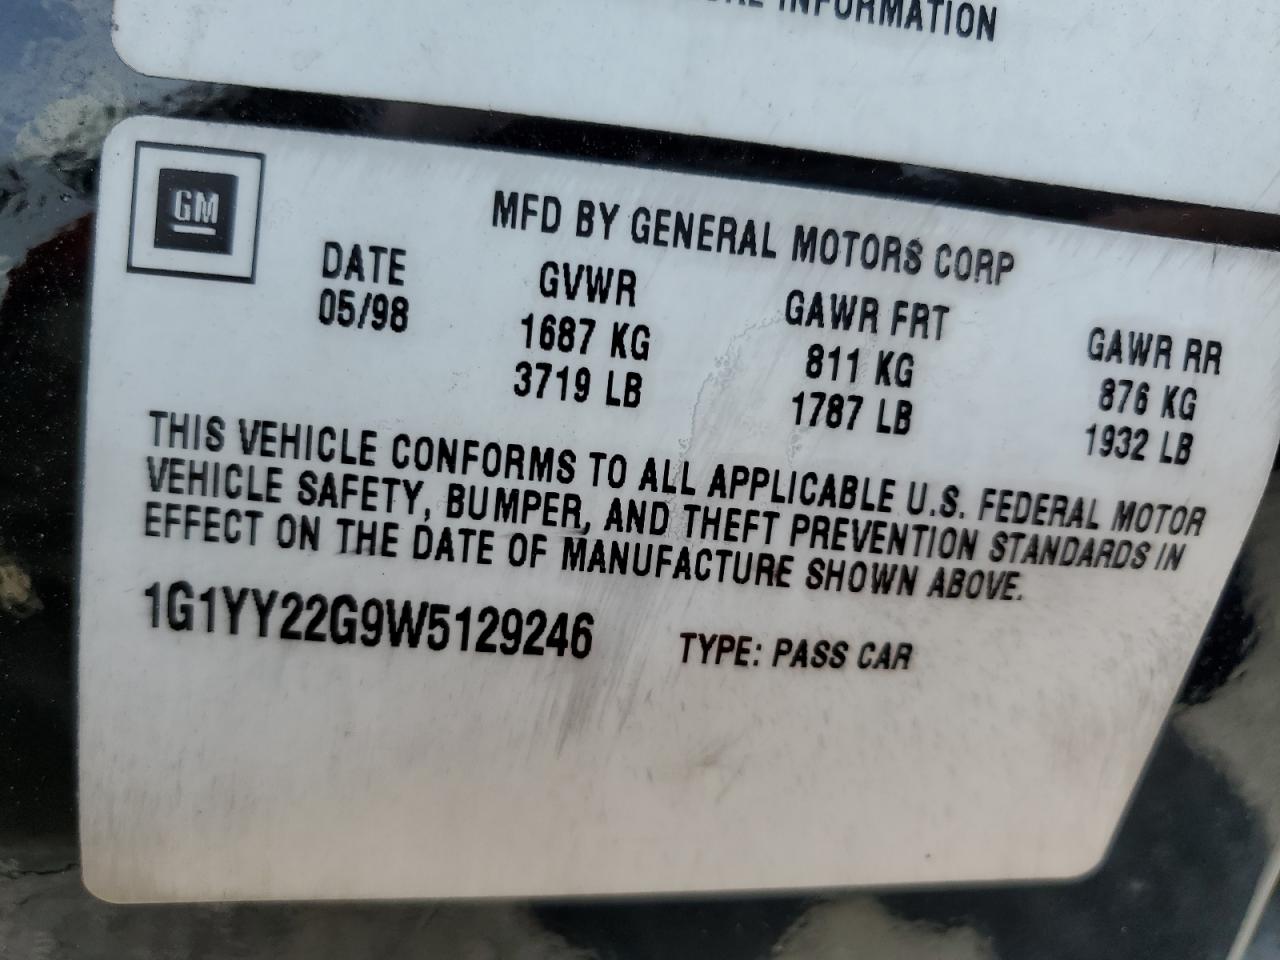 INFORMATION
GM
MFD BY GENERAL MOTORS CORP
DATE GVWR GAWR FRT GAWR RR
05/98 1687 KG 811 KG 876 KG
3719 LB 1787 LB 1932 LB
THIS VEHICLE CONFORMS TO ALL APPLICABLE U.S. FEDERAL MOTOR
VEHICLE SAFETY, BUMPER, AND THEFT PREVENTION STANDARDS IN
EFFECT ON THE DATE OF MANUFACTURE SHOWN ABOVE.
1G1YY22G9W5129246 TYPE: PASS CAR